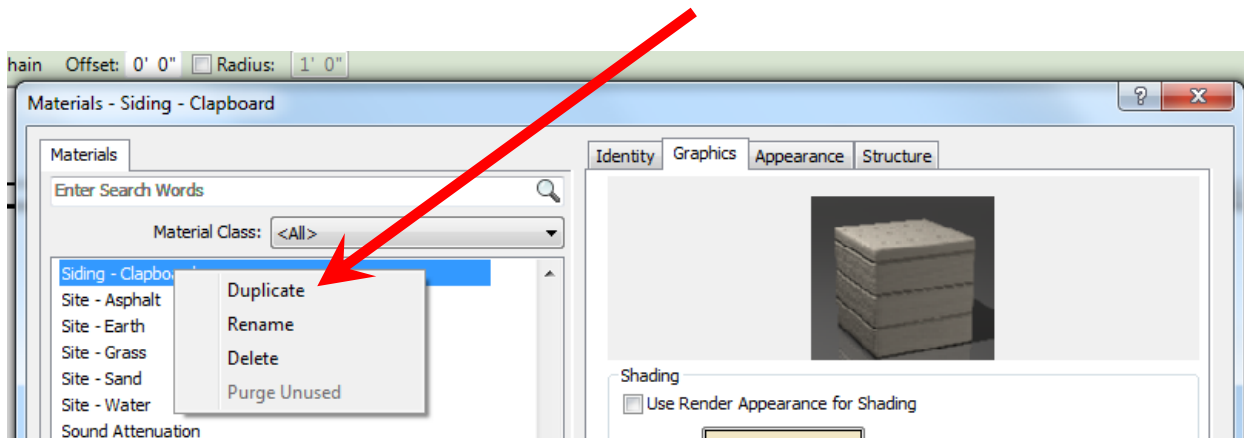 hain Offset: 0' 0" Radius: 1' 0"
Materials - Siding - Clapboard
Materials
Identity Graphics Appearance Structure
Enter Search Words
Material Class: <All>
Siding - Clapboard
Site - Asphalt
Site - Earth
Site - Grass
Site - Sand
Site - Water
Sound Attenuation
Duplicate
Rename
Delete
Purge Unused
Shading
Use Render Appearance for Shading